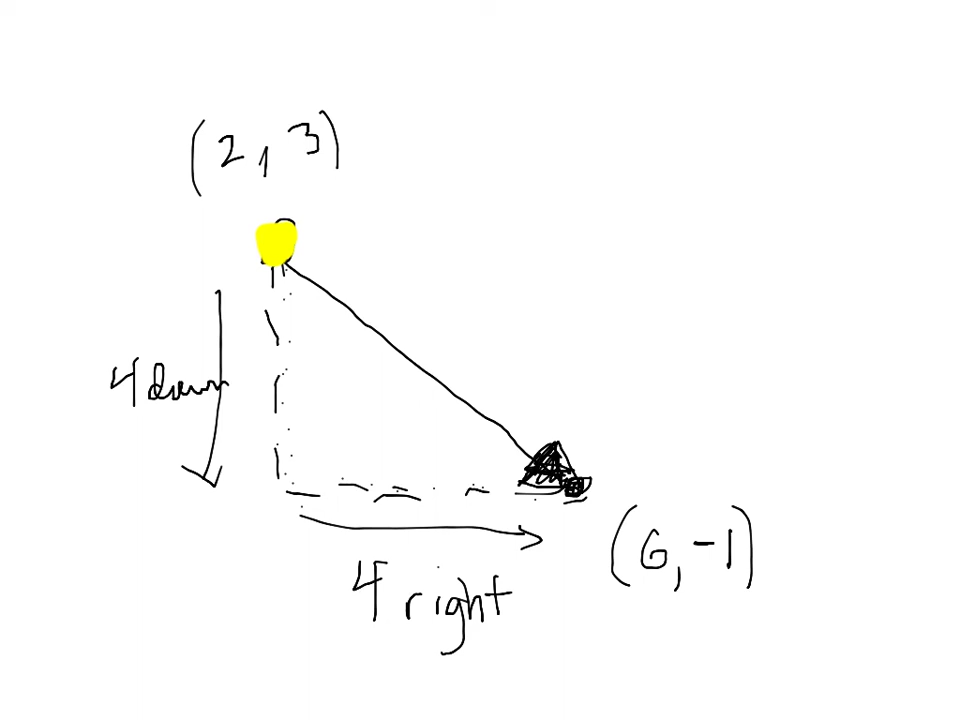 (2, 3)
4 down
(6, -1)
4 right